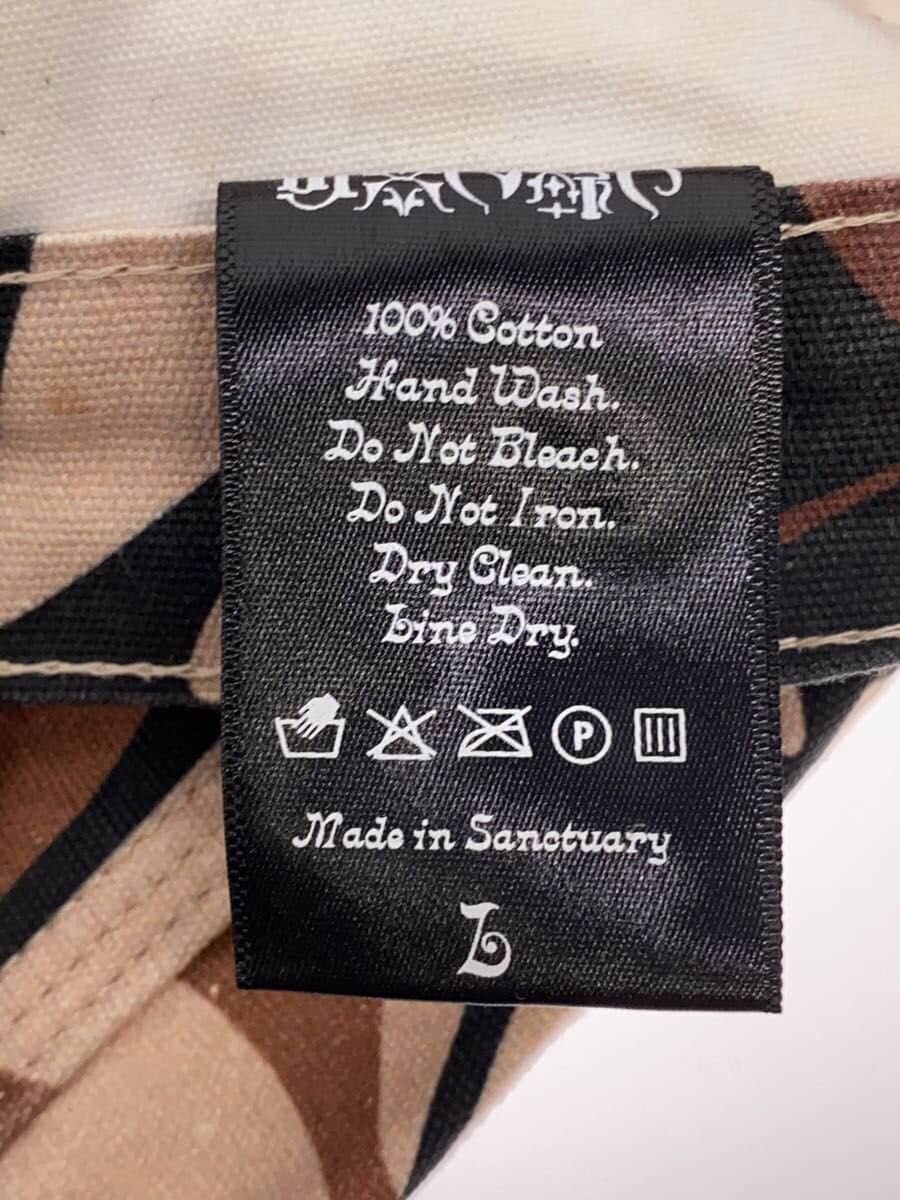 100% Cotton
Hand Wash.
Do Not Bleach.
Do Not Iron.
Dry Clean.
Line Dry.
P
Made in Sanctuary
L